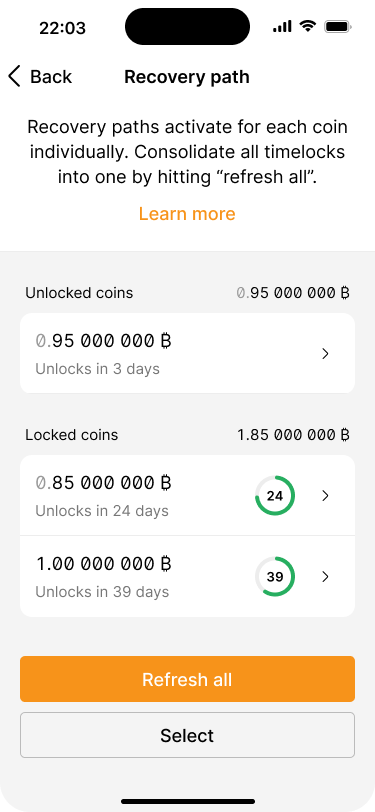 22:03
Back
Recovery path
Recovery paths activate for each coin
individually. Consolidate all timelocks
into one by hitting “refresh all”.
Learn more
Unlocked coins
0.95 000 000 ₿
0.95 000 000 ₿
Unlocks in 3 days
Locked coins
1.85 000 000 ₿
0.85 000 000 ₿
Unlocks in 24 days
24
1.00 000 000 ₿
Unlocks in 39 days
39
Refresh all
Select